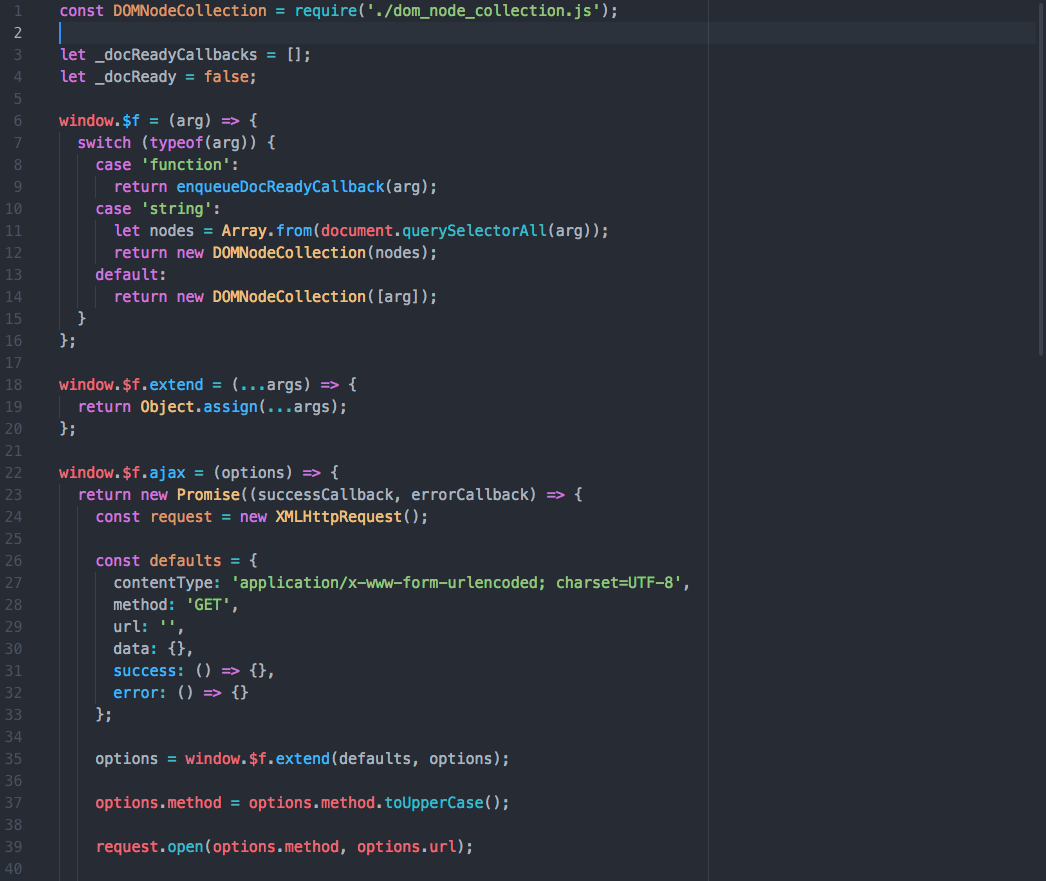 1 const DOMNodeCollection = require('./dom_node_collection.js');
2
3 let _docReadyCallbacks = [];
4 let _docReady = false;
5
6 window.$f = (arg) => {
7   switch (typeof(arg)) {
8     case 'function':
9       return enqueueDocReadyCallback(arg);
10     case 'string':
11       let nodes = Array.from(document.querySelectorAll(arg));
12       return new DOMNodeCollection(nodes);
13     default:
14       return new DOMNodeCollection([arg]);
15   }
16 };
17
18 window.$f.extend = (...args) => {
19   return Object.assign(...args);
20 };
21
22 window.$f.ajax = (options) => {
23   return new Promise((successCallback, errorCallback) => {
24     const request = new XMLHttpRequest();
25
26     const defaults = {
27       contentType: 'application/x-www-form-urlencoded; charset=UTF-8',
28       method: 'GET',
29       url: '',
30       data: {},
31       success: () => {},
32       error: () => {}
33     };
34
35     options = window.$f.extend(defaults, options);
36
37     options.method = options.method.toUpperCase();
38
39     request.open(options.method, options.url);
40